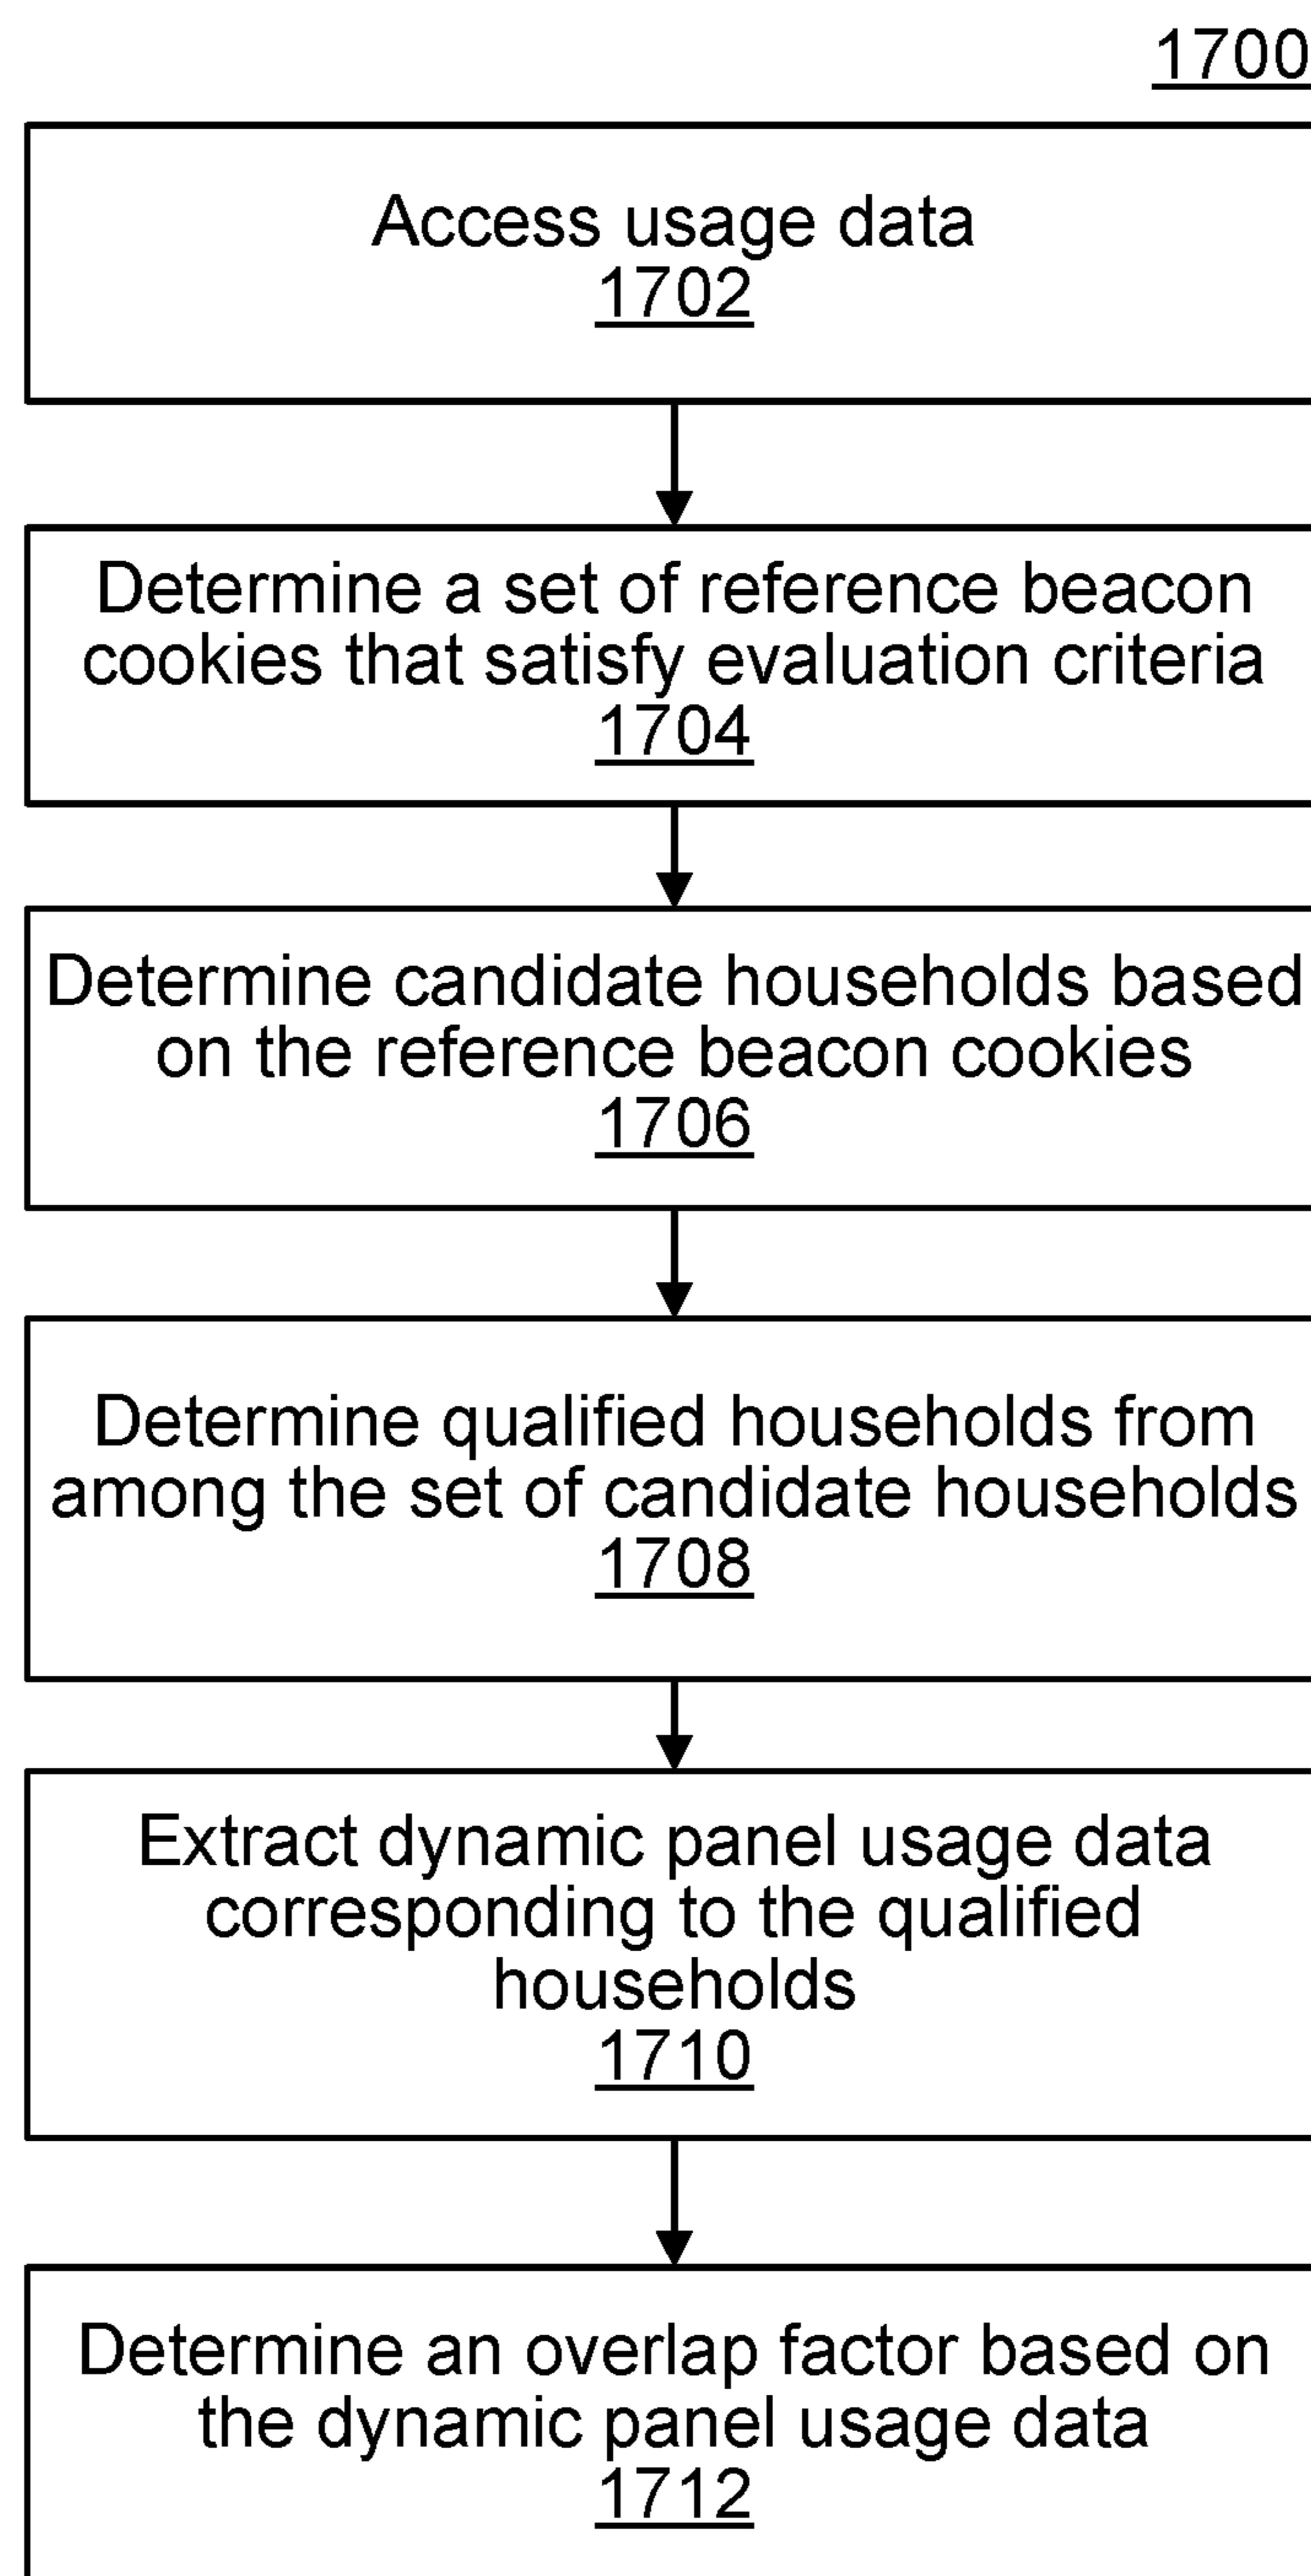 1700
Access usage data
1702
Determine a set of reference beacon
cookies that satisfy evaluation criteria
1704
Determine candidate households based
on the reference beacon cookies
1706
Determine qualified households from
among the set of candidate households
1708
Extract dynamic panel usage data
corresponding to the qualified
households
1710
Determine an overlap factor based on
the dynamic panel usage data
1712